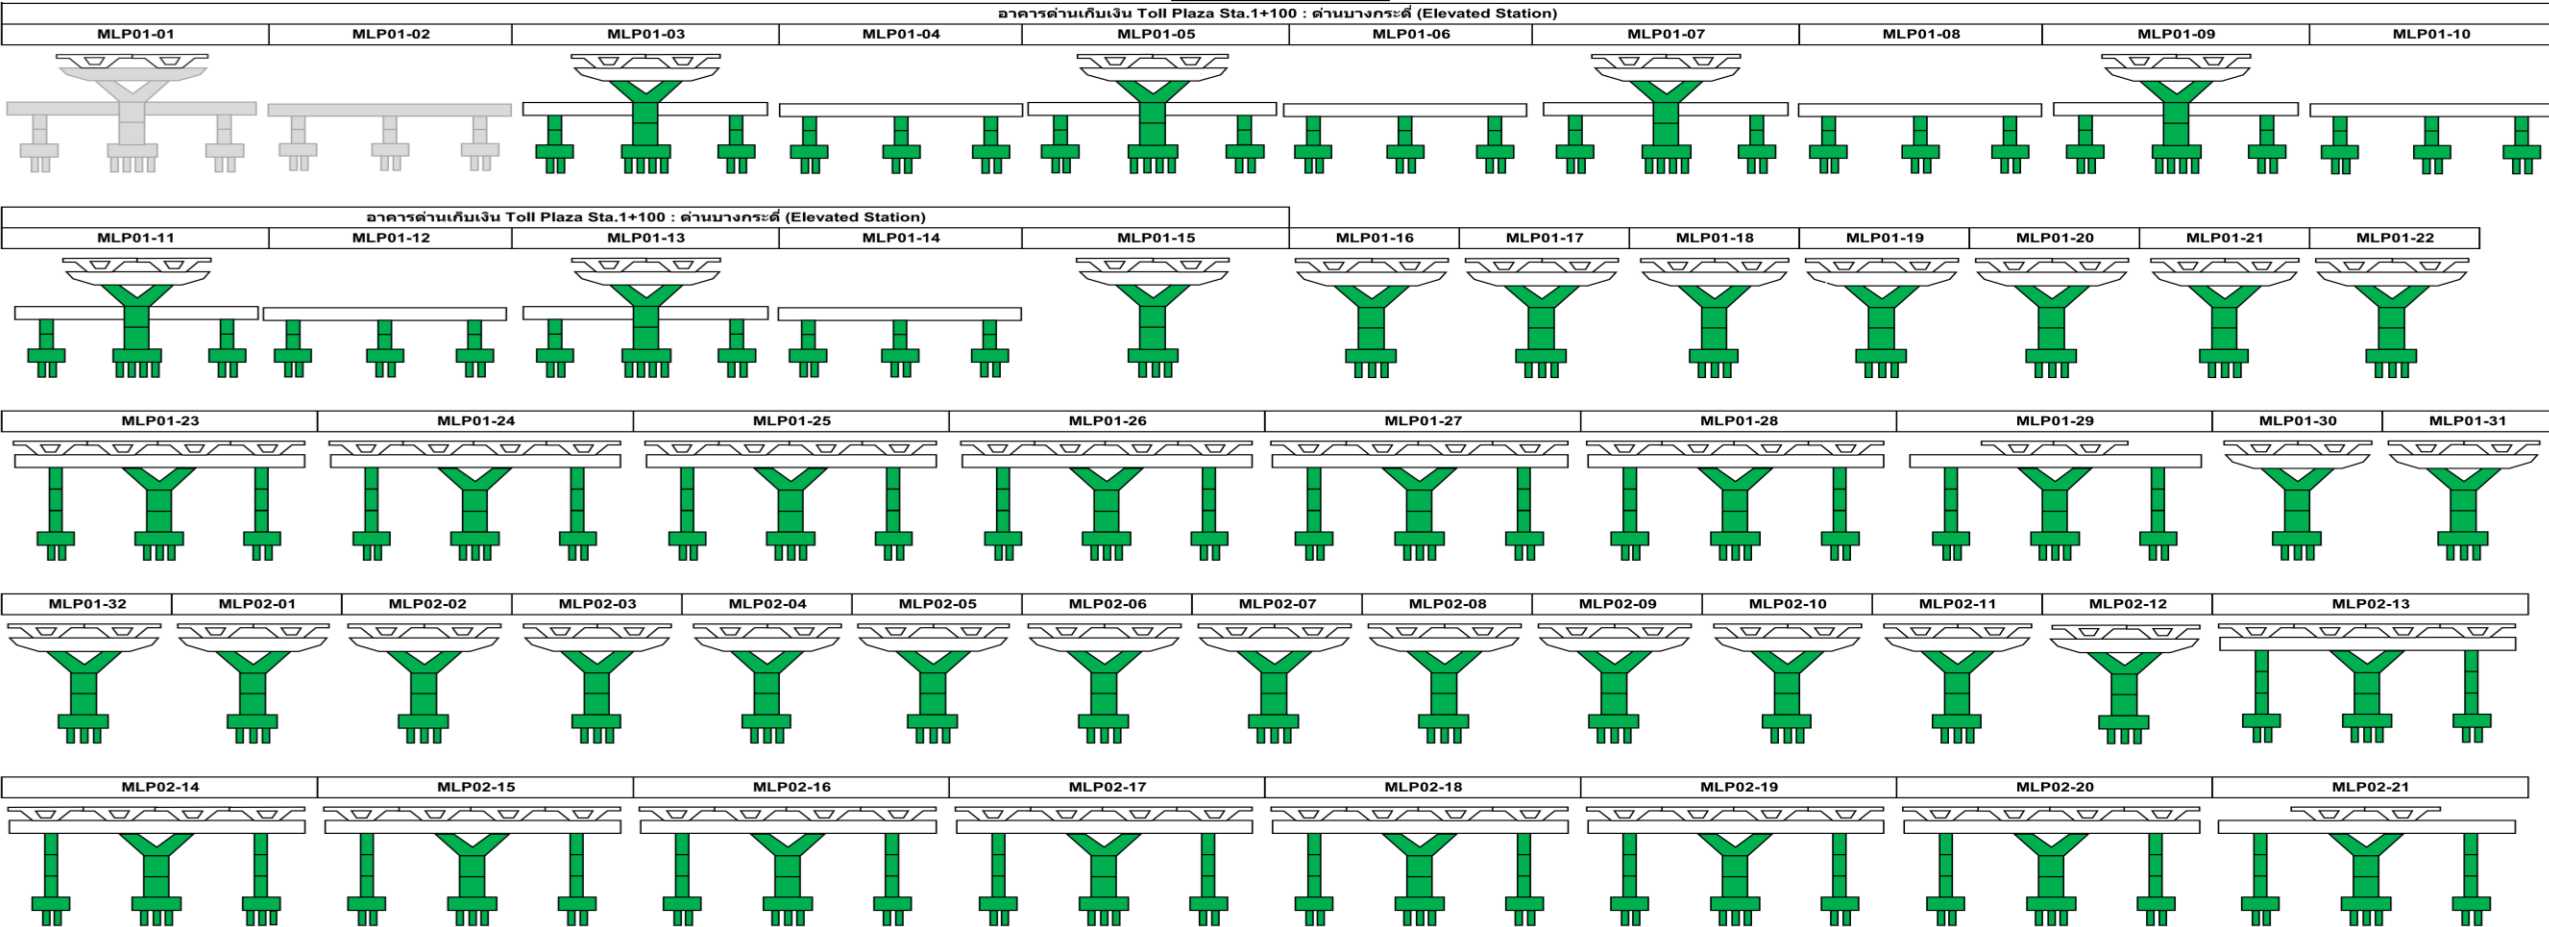 อาคารด่านเก็บเงิน Toll Plaza Sta.1+100 : ด่านบางกระดี่ (Elevated Station)
MLP01-01 MLP01-02 MLP01-03 MLP01-04 MLP01-05 MLP01-06 MLP01-07 MLP01-08 MLP01-09 MLP01-10
อาคารด่านเก็บเงิน Toll Plaza Sta.1+100 : ด่านบางกระดี่ (Elevated Station)
MLP01-11 MLP01-12 MLP01-13 MLP01-14 MLP01-15 MLP01-16 MLP01-17 MLP01-18 MLP01-19 MLP01-20 MLP01-21 MLP01-22
MLP01-23 MLP01-24 MLP01-25 MLP01-26 MLP01-27 MLP01-28 MLP01-29 MLP01-30 MLP01-31
MLP01-32 MLP02-01 MLP02-02 MLP02-03 MLP02-04 MLP02-05 MLP02-06 MLP02-07 MLP02-08 MLP02-09 MLP02-10 MLP02-11 MLP02-12 MLP02-13
MLP02-14 MLP02-15 MLP02-16 MLP02-17 MLP02-18 MLP02-19 MLP02-20 MLP02-21